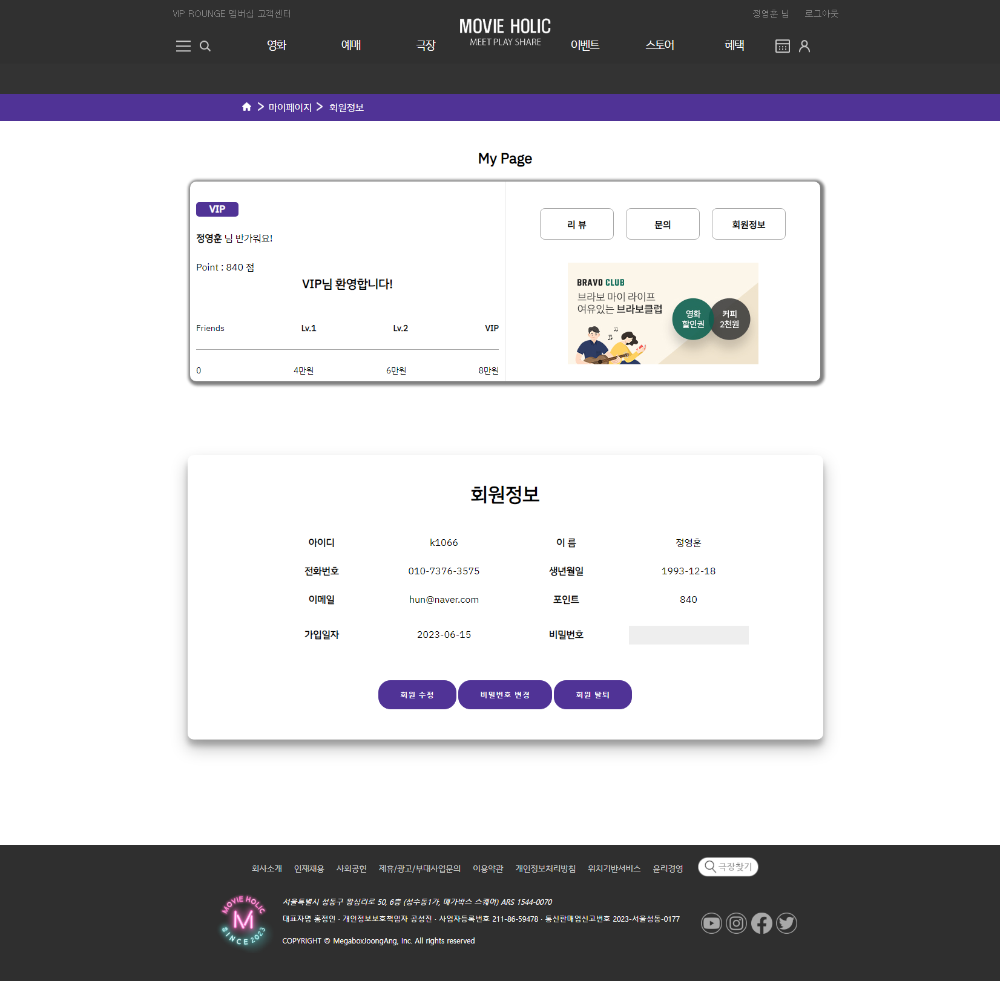 VIP ROUNGE 멤버십 고객센터
정영훈 님 로그아웃
MOVIE HOLIC
MEET PLAY SHARE
영화 예매 극장 이벤트 스토어 혜택
마이페이지 회원정보
My Page
VIP
정영훈 님 반가워요!
Point : 840 점
VIP님 환영합니다!
Friends Lv.1 Lv.2 VIP
0 4만원 6만원 8만원
리 뷰 문의 회원정보
BRAVO CLUB
브라보 마이 라이프
여유있는 브라보클럽
영화
할인권
커피
2천원
회원정보
아이디 k1066 이 름 정영훈
전화번호 010-7376-3575 생년월일 1993-12-18
이메일 hun@naver.com 포인트 840
가입일자 2023-06-15 비밀번호
회원 수정 비밀번호 변경 회원 탈퇴
회사소개 인재채용 사회공헌 제휴/광고/부대사업문의 이용약관 개인정보처리방침 위치기반서비스 윤리경영 극장찾기
MOVIE HOLIC
M
SINCE 2023
서울특별시 성동구 왕십리로 50, 6층 (성수동1가, 메가박스 스퀘어) ARS 1544-0070
대표자명 홍정인 · 개인정보보호책임자 공성진 · 사업자등록번호 211-86-59478 · 통신판매업신고번호 2023-서울성동-0177
COPYRIGHT © MegaboxJoongAng, Inc. All rights reserved